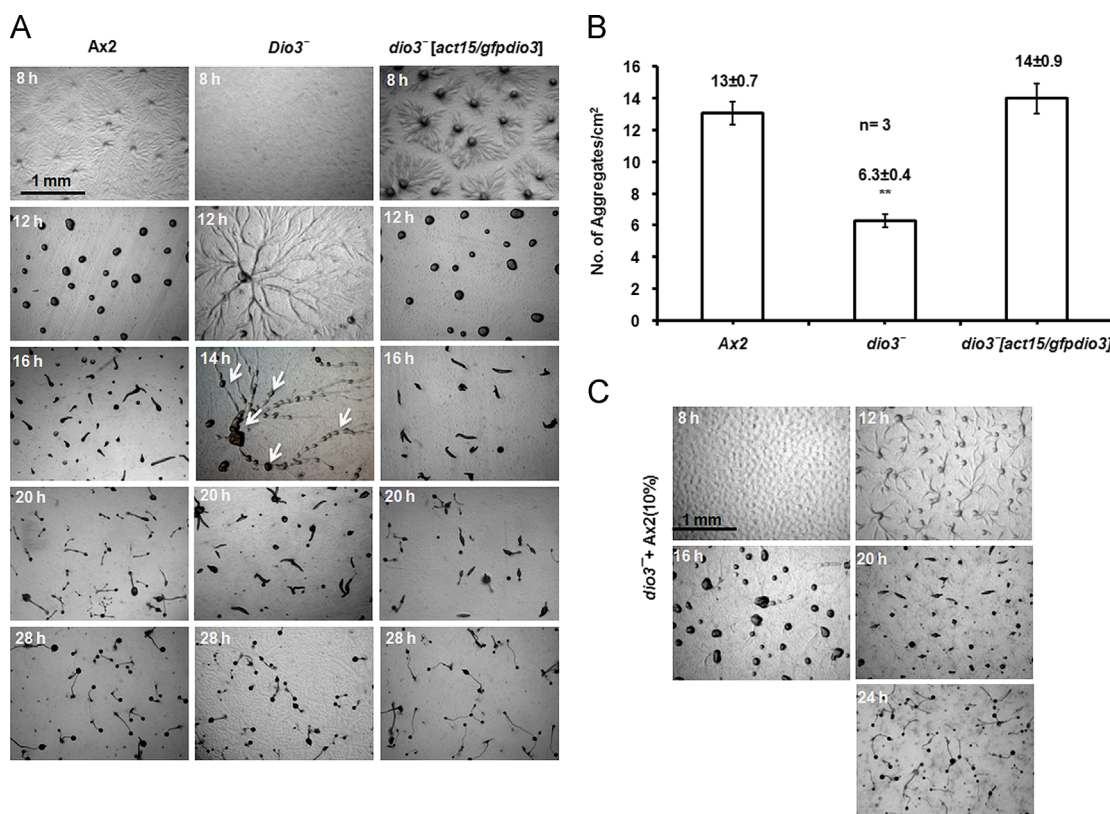 A
Ax2
Dio3⁻
dio3⁻ [act15/gfpdio3]
8 h
8 h
8 h
1 mm
12 h
12 h
12 h
16 h
14 h
16 h
20 h
20 h
20 h
28 h
28 h
28 h
B
No. of Aggregates/cm²
16
14
12
10
8
6
4
2
0
13±0.7
n= 3
6.3±0.4
**
14±0.9
Ax2
dio3⁻
dio3⁻[act15/gfpdio3]
C
dio3⁻ + Ax2(10%)
8 h
12 h
1 mm
16 h
20 h
24 h